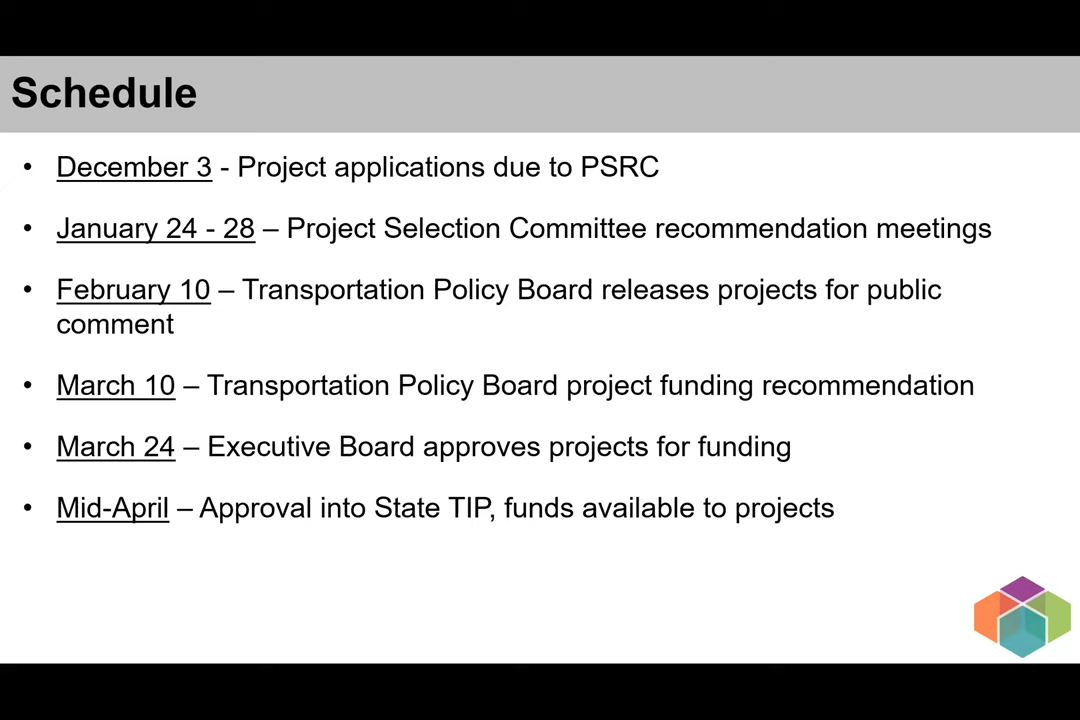 Schedule
• December 3 - Project applications due to PSRC
• January 24 - 28 – Project Selection Committee recommendation meetings
• February 10 – Transportation Policy Board releases projects for public
comment
• March 10 – Transportation Policy Board project funding recommendation
• March 24 – Executive Board approves projects for funding
• Mid-April – Approval into State TIP, funds available to projects